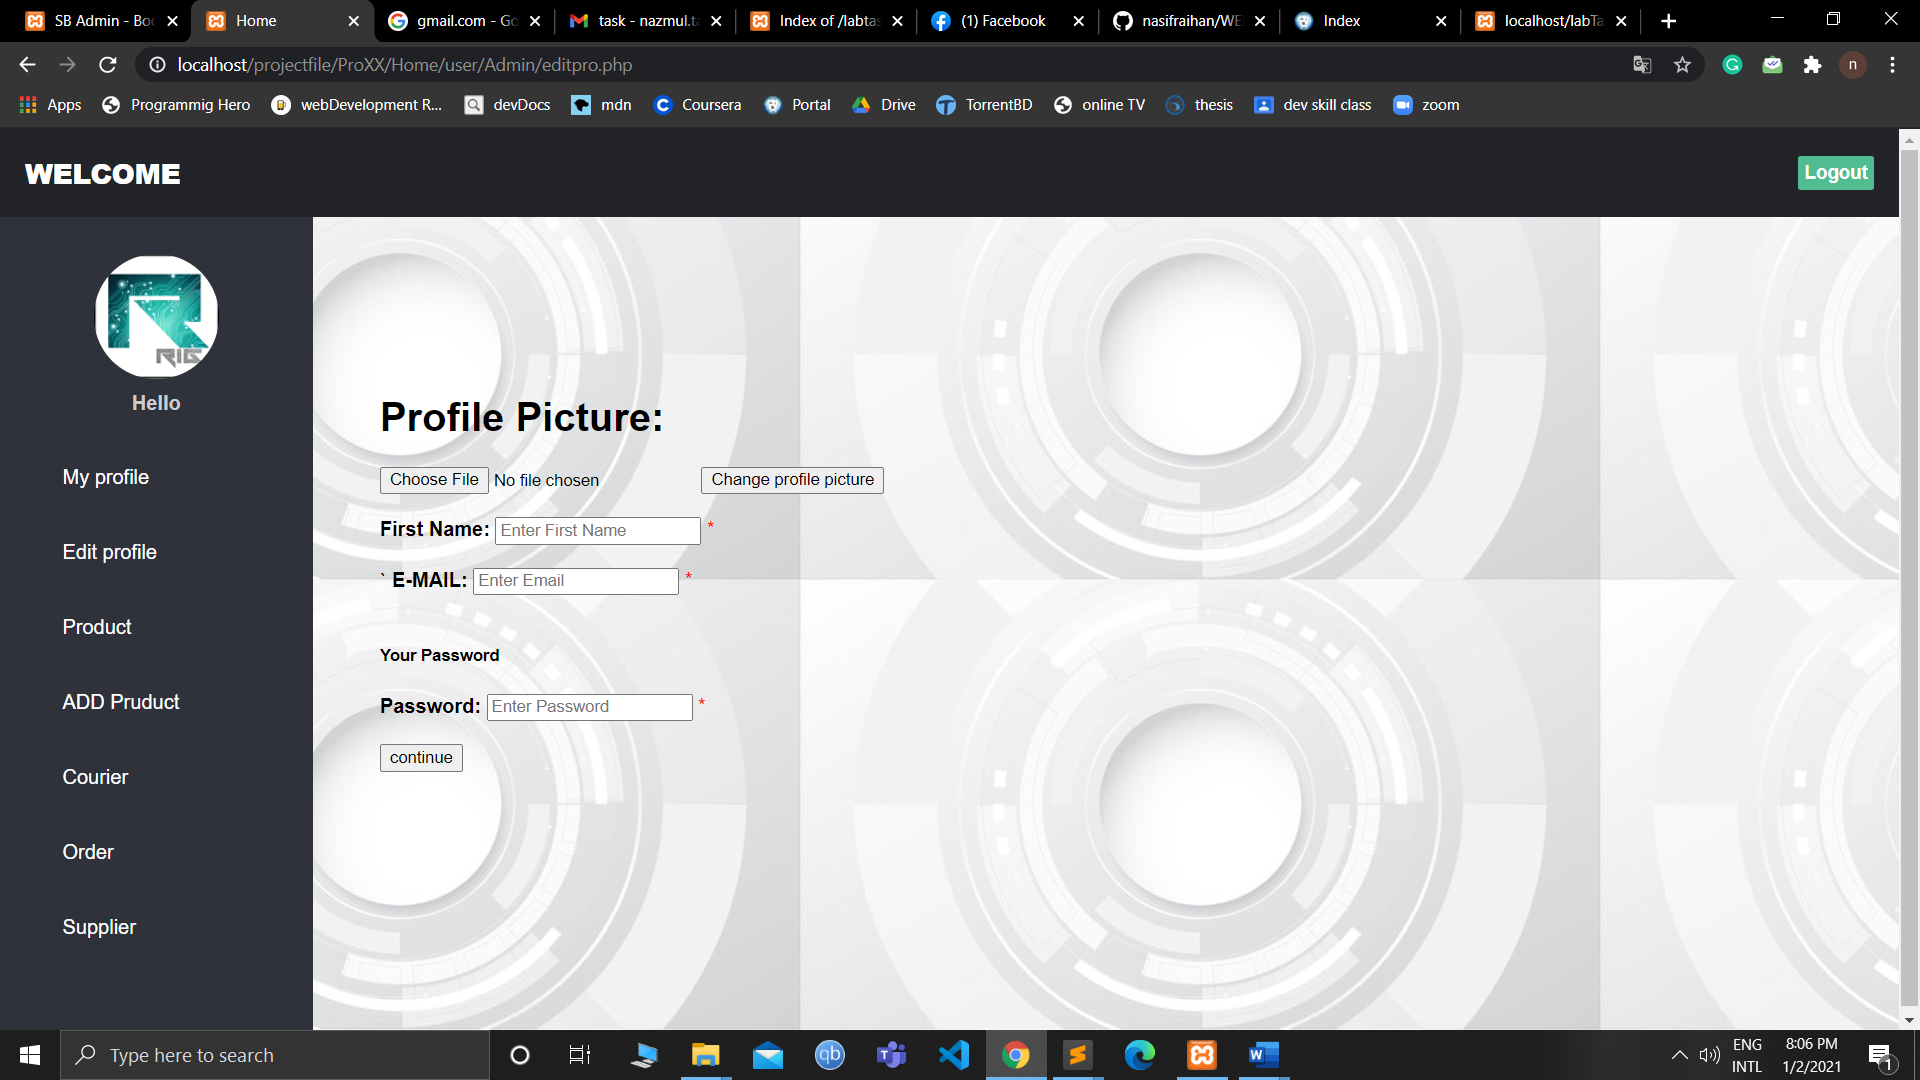 SB Admin - Boo
Home
gmail.com - Go
task - nazmul.ta
Index of /labtas
(1) Facebook
nasifraihan/WE
Index
localhost/labTa
localhost/projectfile/ProXX/Home/user/Admin/editpro.php
n
Apps
Programmig Hero
webDevelopment R...
devDocs
mdn
Coursera
Portal
Drive
TorrentBD
online TV
thesis
dev skill class
zoom
WELCOME
Logout
RIG
Hello
My profile
Edit profile
Product
ADD Pruduct
Courier
Order
Supplier
Profile Picture:
Choose File No file chosen Change profile picture
First Name: Enter First Name *
` E-MAIL: Enter Email *
Your Password
Password: Enter Password *
continue
Type here to search
qb
ENG
INTL
8:06 PM
1/2/2021
1